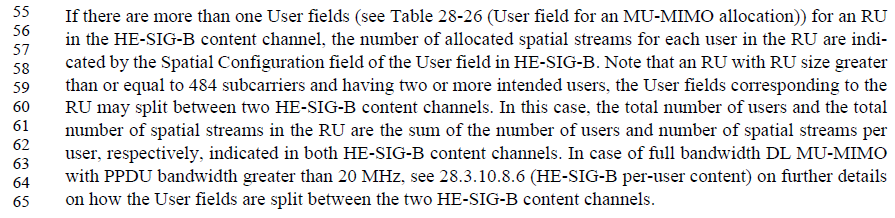 55 If there are more than one User fields (see Table 28-26 (User field for an MU-MIMO allocation)) for an RU
56 in the HE-SIG-B content channel, the number of allocated spatial streams for each user in the RU are indi-
57 cated by the Spatial Configuration field of the User field in HE-SIG-B. Note that an RU with RU size greater
58
59 than or equal to 484 subcarriers and having two or more intended users, the User fields corresponding to the
60 RU may split between two HE-SIG-B content channels. In this case, the total number of users and the total
61 number of spatial streams in the RU are the sum of the number of users and number of spatial streams per
62 user, respectively, indicated in both HE-SIG-B content channels. In case of full bandwidth DL MU-MIMO
63
64 with PPDU bandwidth greater than 20 MHz, see 28.3.10.8.6 (HE-SIG-B per-user content) on further details
65 on how the User fields are split between the two HE-SIG-B content channels.